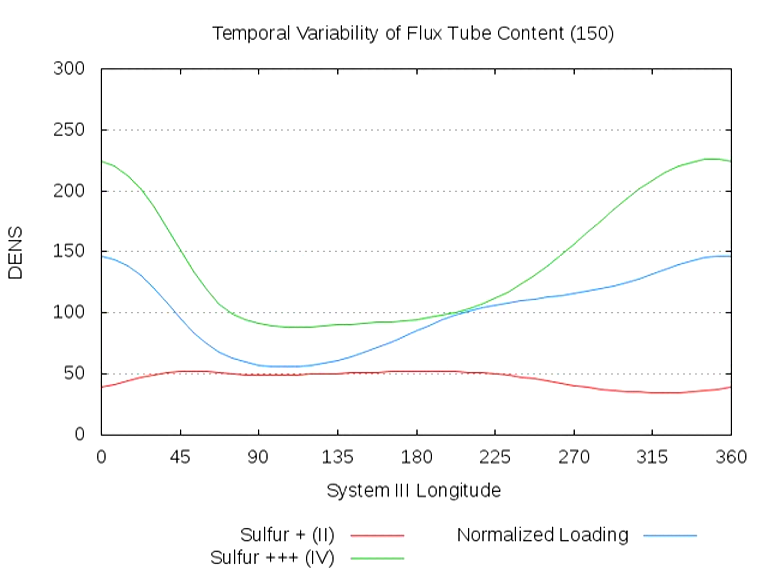 Temporal Variability of Flux Tube Content (150)
300
250
200
150
100
50
0
DENS
0 45 90 135 180 225 270 315 360
System III Longitude
Sulfur + (II) Normalized Loading
Sulfur +++ (IV)